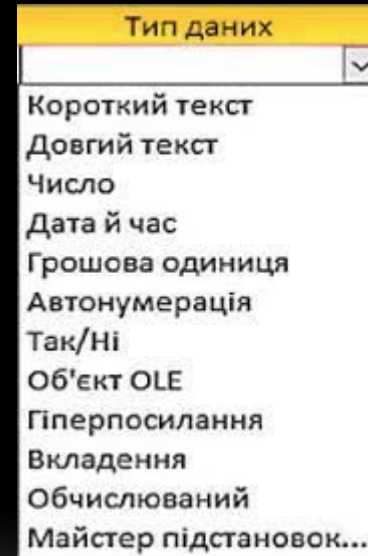 Тип даних
Короткий текст
Довгий текст
Число
Дата й час
Грошова одиниця
Автонумерація
Так/Ні
Об'єкт OLE
Гіперпосилання
Вкладення
Обчислюваний
Майстер підстановок...